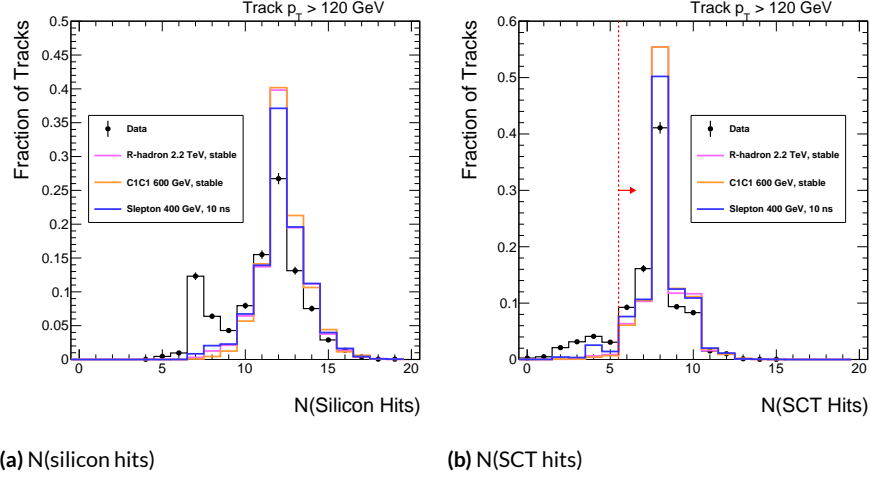 Track pT > 120 GeV
Fraction of Tracks
0.5
0.45
0.4
0.35
0.3
0.25
0.2
0.15
0.1
0.05
0
Data
R-hadron 2.2 TeV, stable
C1C1 600 GeV, stable
Slepton 400 GeV, 10 ns
0 5 10 15 20
N(Silicon Hits)
(a) N(silicon hits)
Track pT > 120 GeV
Fraction of Tracks
0.6
0.5
0.4
0.3
0.2
0.1
0
Data
R-hadron 2.2 TeV, stable
C1C1 600 GeV, stable
Slepton 400 GeV, 10 ns
0 5 10 15 20
N(SCT Hits)
(b) N(SCT hits)